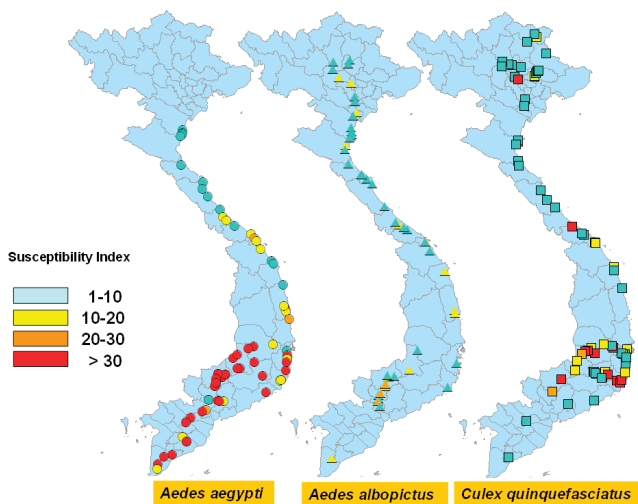 Susceptibility Index
1-10
10-20
20-30
> 30
Aedes aegypti
Aedes albopictus
Culex quinquefasciatus